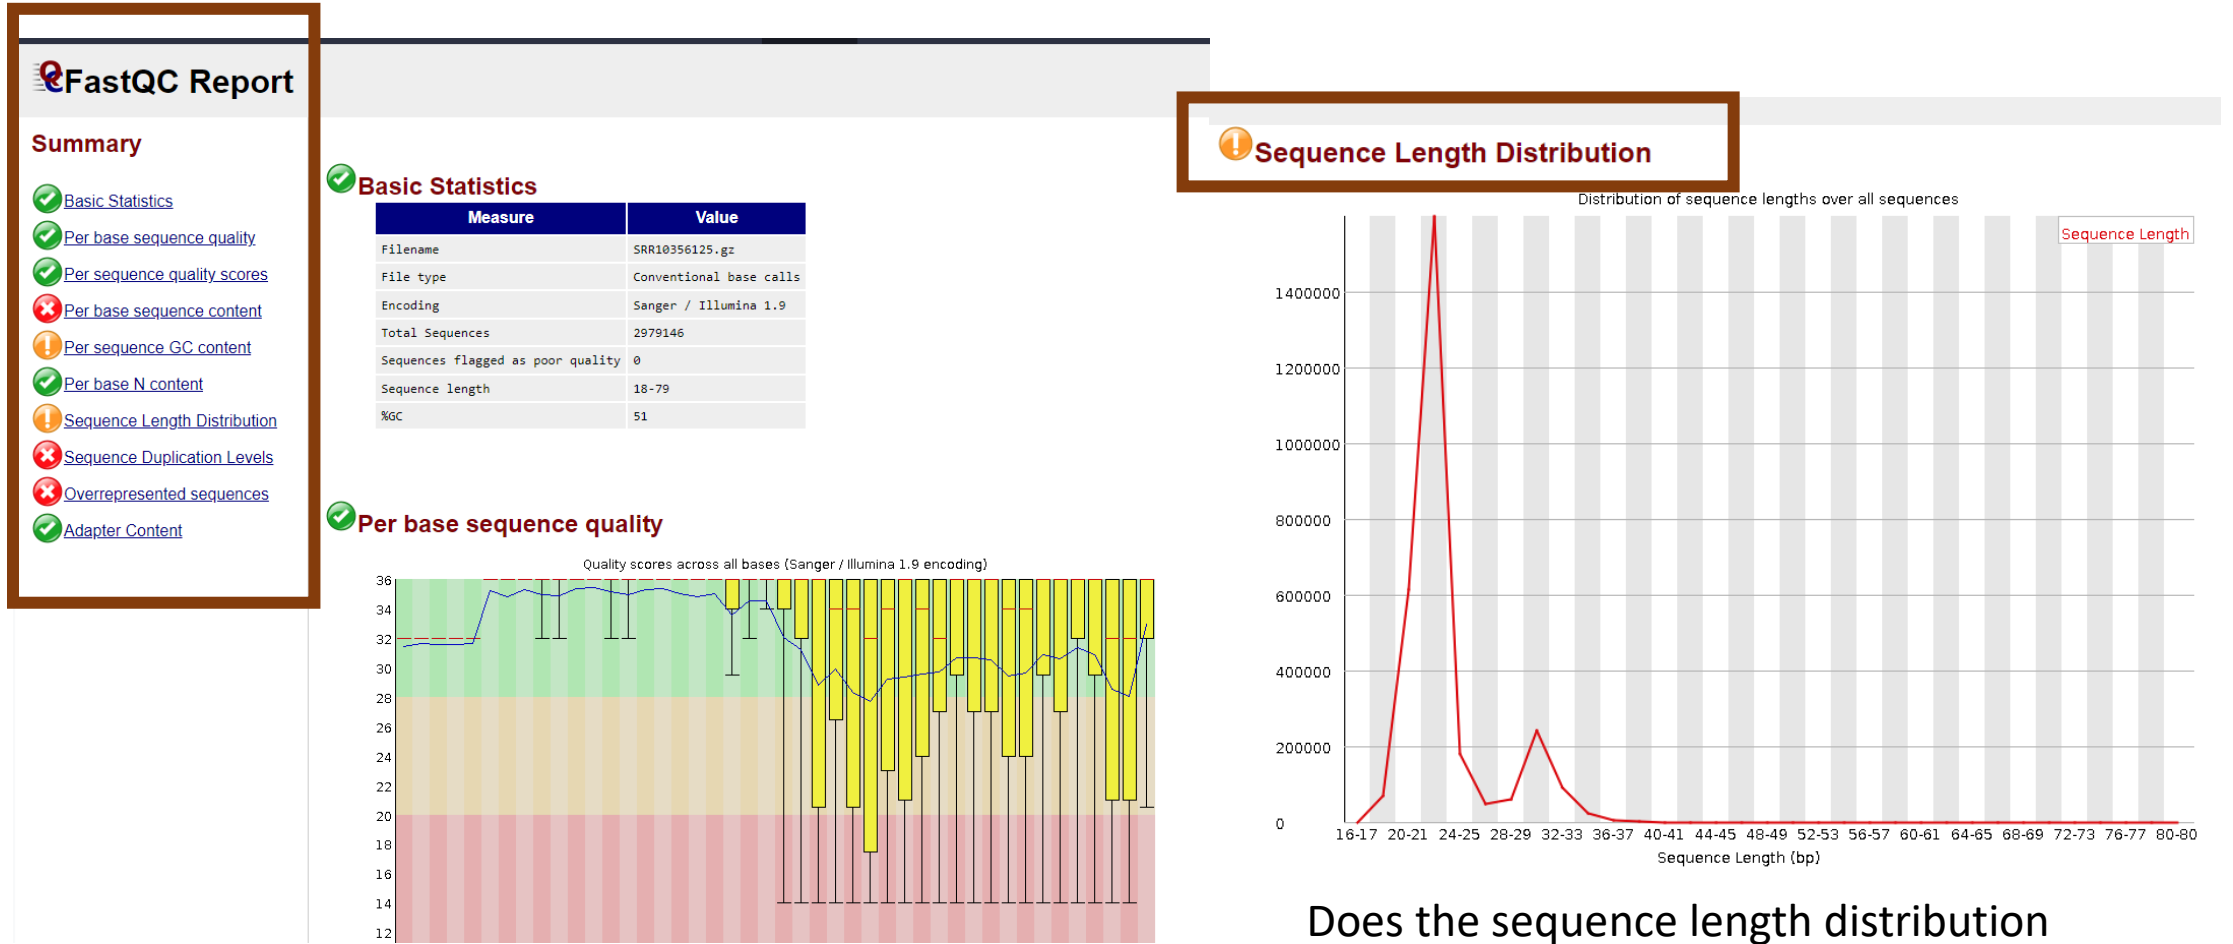 FastQC Report
Summary
Basic Statistics
Per base sequence quality
Per sequence quality scores
Per base sequence content
Per sequence GC content
Per base N content
Sequence Length Distribution
Sequence Duplication Levels
Overrepresented sequences
Adapter Content
Basic Statistics
Measure Value
Filename SRR10356125.gz
File type Conventional base calls
Encoding Sanger / Illumina 1.9
Total Sequences 2979146
Sequences flagged as poor quality 0
Sequence length 18-79
%GC 51
Per base sequence quality
Quality scores across all bases (Sanger / Illumina 1.9 encoding)
36
34
32
30
28
26
24
22
20
18
16
14
12
Sequence Length Distribution
Distribution of sequence lengths over all sequences
Sequence Length
1400000
1200000
1000000
800000
600000
400000
200000
0
16-17 20-21 24-25 28-29 32-33 36-37 40-41 44-45 48-49 52-53 56-57 60-61 64-65 68-69 72-73 76-77 80-80
Sequence Length (bp)
Does the sequence length distribution